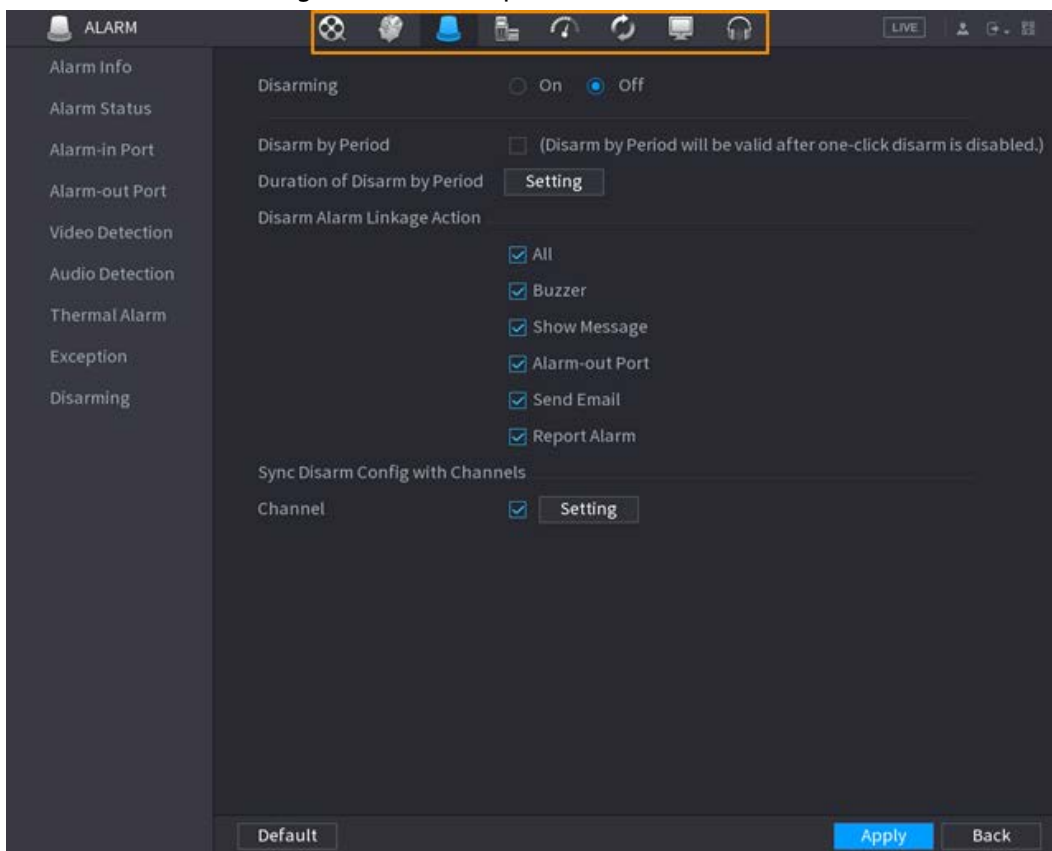 ALARM
LIVE
Alarm Info
Alarm Status
Alarm-in Port
Alarm-out Port
Video Detection
Audio Detection
Thermal Alarm
Exception
Disarming
Disarming On Off
Disarm by Period (Disarm by Period will be valid after one-click disarm is disabled.)
Duration of Disarm by Period Setting
Disarm Alarm Linkage Action
All
Buzzer
Show Message
Alarm-out Port
Send Email
Report Alarm
Sync Disarm Config with Channels
Channel Setting
Default Apply Back